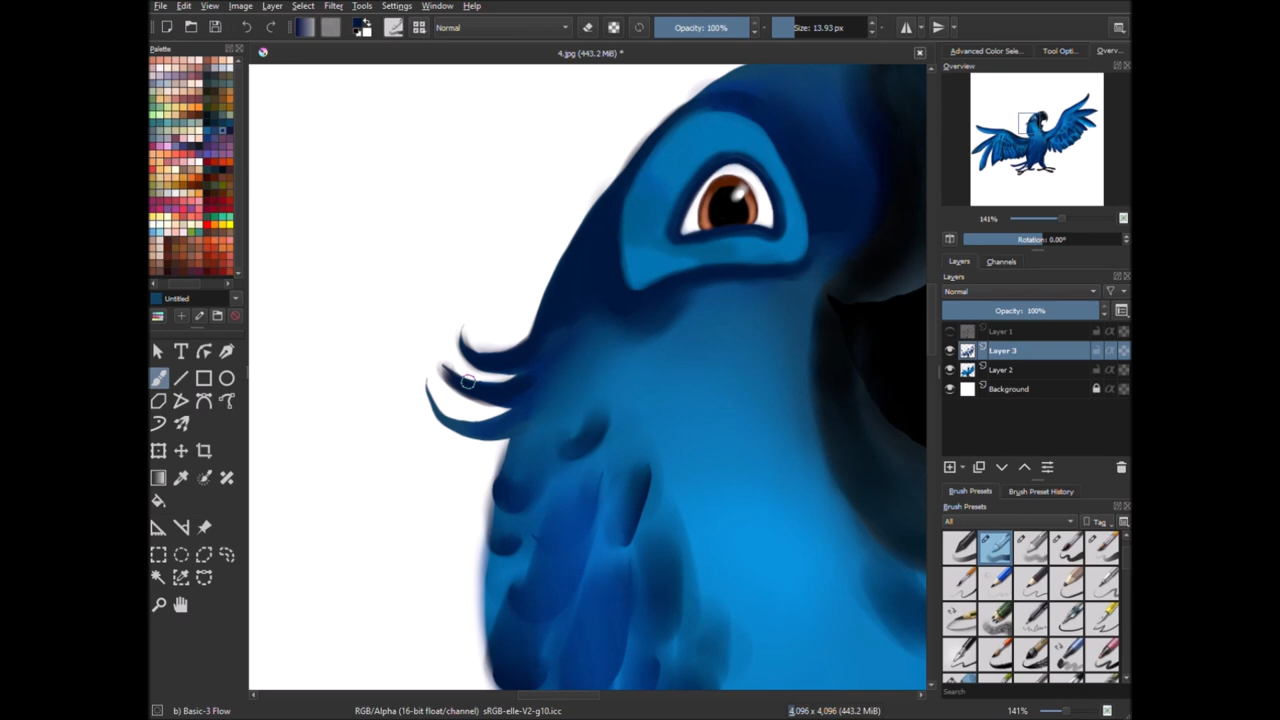 File Edit View Image Layer Select Filter Tools Settings Window Help
Normal
Opacity: 100%
Size: 13.93 px
Palette
4.jpg (443.2 MiB) *
Advanced Color Sele...
Tool Opti...
Overv...
Overview
141%
Rotation: 0.00°
Layers Channels
Layers
Normal
Opacity: 100%
Layer 1
Layer 3
Layer 2
Background
Untitled
Brush Presets Brush Preset History
Brush Presets
All
Tag
Search
b) Basic-3 Flow
RGB/Alpha (16-bit float/channel) sRGB-elle-V2-g10.icc
4,096 x 4,096 (443.2 MiB)
141%